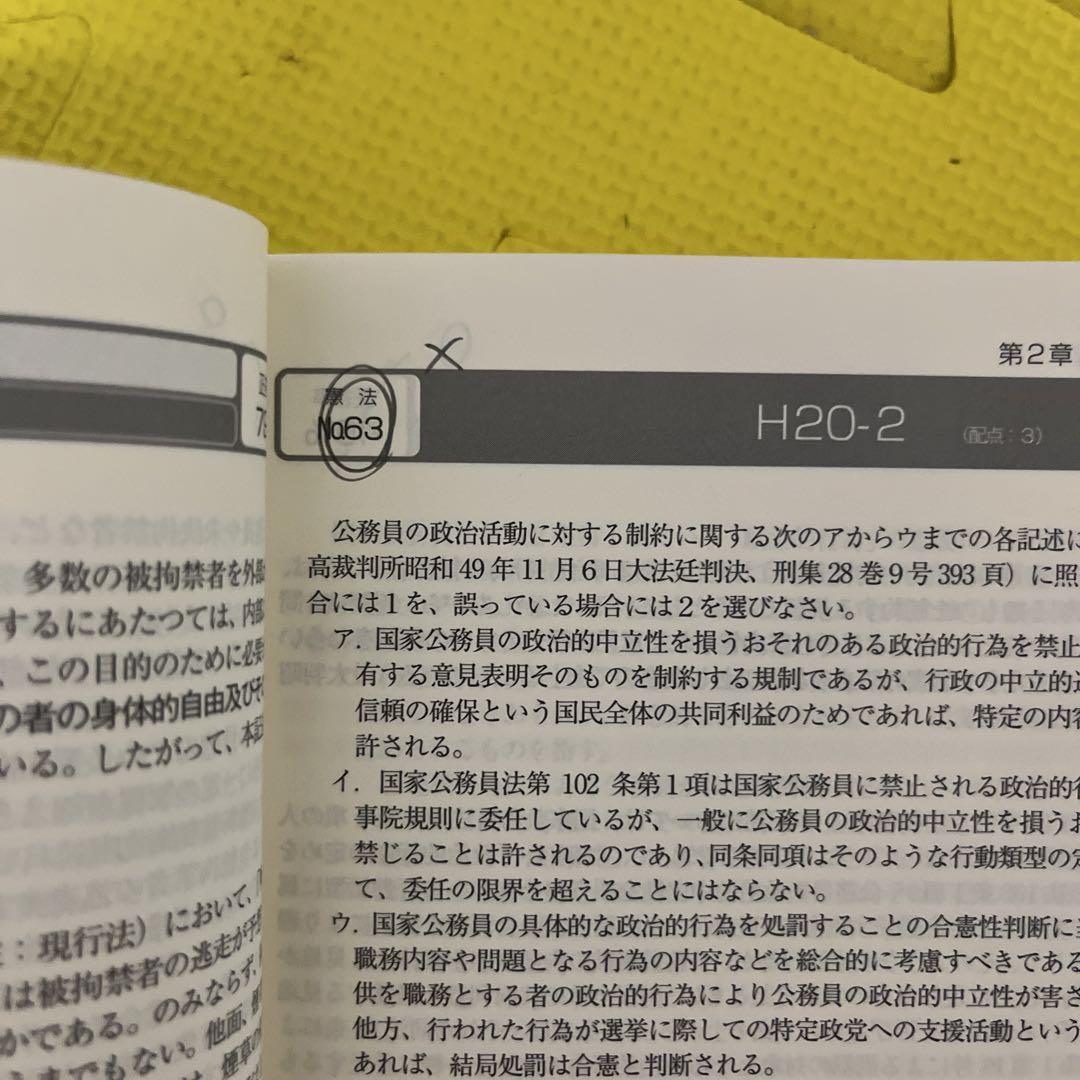 多数の被拘禁者を外
するにあたつては、内部
、この目的のために必要
の者の身体的自由及びそ
いる。したがって、本
：現行法）において、
は被拘禁者の逃走が予
かである。のみならず、
うまでもない。他面、
煙草の
×
第2章
憲法
No.63
H20-2
（配点：3）
公務員の政治活動に対する制約に関する次のアからウまでの各記述に
高裁判所昭和49年11月6日大法廷判決、刑集28巻9号393頁）に照
合には1を、誤っている場合には2を選びなさい。
ア．国家公務員の政治的中立性を損うおそれのある政治的行為を禁止
有する意見表明そのものを制約する規制であるが、行政の中立的
信頼の確保という国民全体の共同利益のためであれば、特定の内容
許される。
イ．国家公務員法第 102 条第1項は国家公務員に禁止される政治的行
事院規則に委任しているが、一般に公務員の政治的中立性を損うお
禁じることは許されるのであり、同条同項はそのような行動類型の定
て、委任の限界を超えることにはならない。
ウ．国家公務員の具体的な政治的行為を処罰することの合憲性判断に
職務内容や問題となる行為の内容などを総合的に考慮すべきである
供を職務とする者の政治的行為により公務員の政治的中立性が害さ
他方、行われた行為が選挙に際しての特定政党への支援活動という
あれば、結局処罰は合憲と判断される。